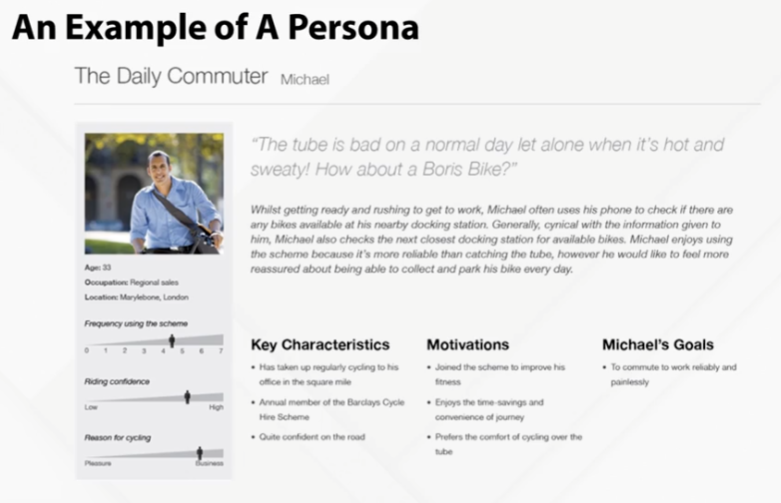 An Example of A Persona
The Daily Commuter Michael
“The tube is bad on a normal day let alone when it’s hot and
sweaty! How about a Boris Bike?”
Whilst getting ready and rushing to get to work, Michael often uses his phone to check if there are
any bikes available at his nearby docking station. Generally, cynical with the information given to
him, Michael also checks the next closest docking station for available bikes. Michael enjoys using
the scheme because it’s more reliable than catching the tube, however he would like to feel more
reassured about being able to collect and park his bike every day.
Age: 33
Occupation: Regional sales
Location: Marylebone, London
Frequency using the scheme
0 1 2 3 4 5 6 7
Riding confidence
Low High
Reason for cycling
Pleasure Business
Key Characteristics
• Has taken up regularly cycling to his
office in the square mile
• Annual member of the Barclays Cycle
Hire Scheme
• Quite confident on the road
Motivations
• Joined the scheme to improve his
fitness
• Enjoys the time-savings and
convenience of journey
• Prefers the comfort of cycling over the
tube
Michael’s Goals
• To commute to work reliably and
painlessly